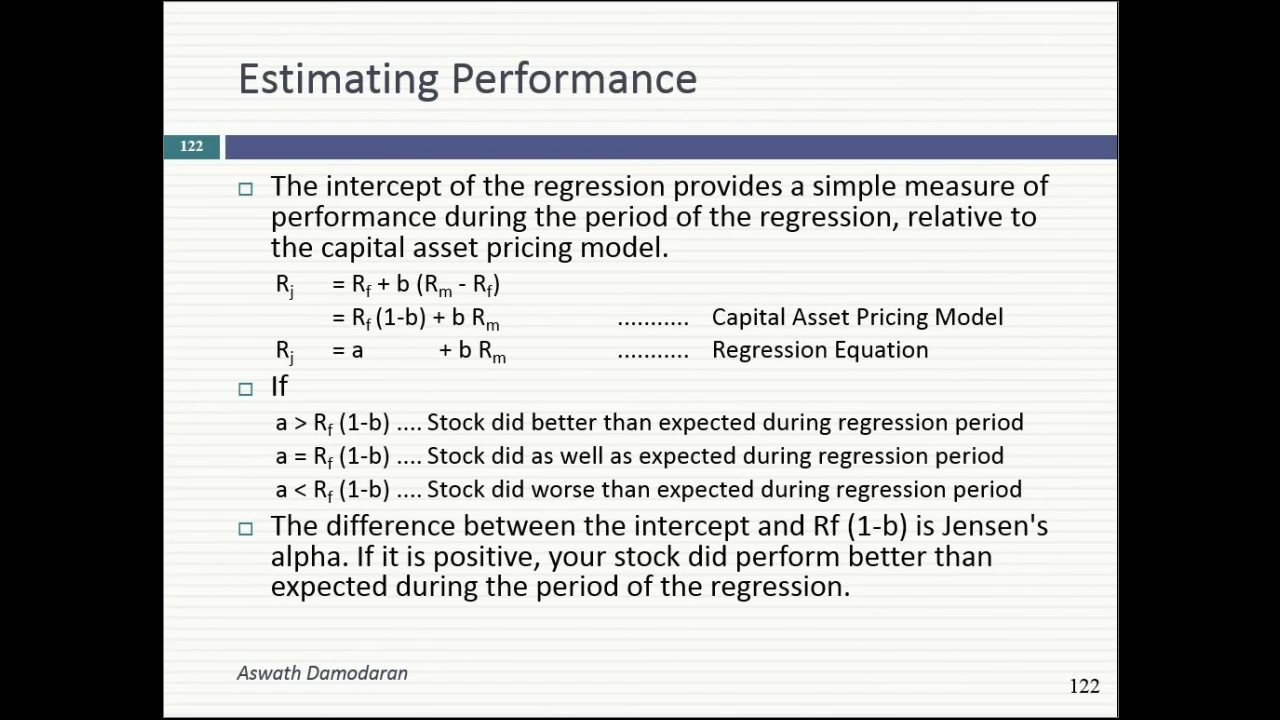 Estimating Performance
122
The intercept of the regression provides a simple measure of
performance during the period of the regression, relative to
the capital asset pricing model.
Rj = Rf + b (Rm - Rf)
= Rf (1-b) + b Rm ........... Capital Asset Pricing Model
Rj = a + b Rm ........... Regression Equation
If
a > Rf (1-b) .... Stock did better than expected during regression period
a = Rf (1-b) .... Stock did as well as expected during regression period
a < Rf (1-b) .... Stock did worse than expected during regression period
The difference between the intercept and Rf (1-b) is Jensen's
alpha. If it is positive, your stock did perform better than
expected during the period of the regression.
Aswath Damodaran
122